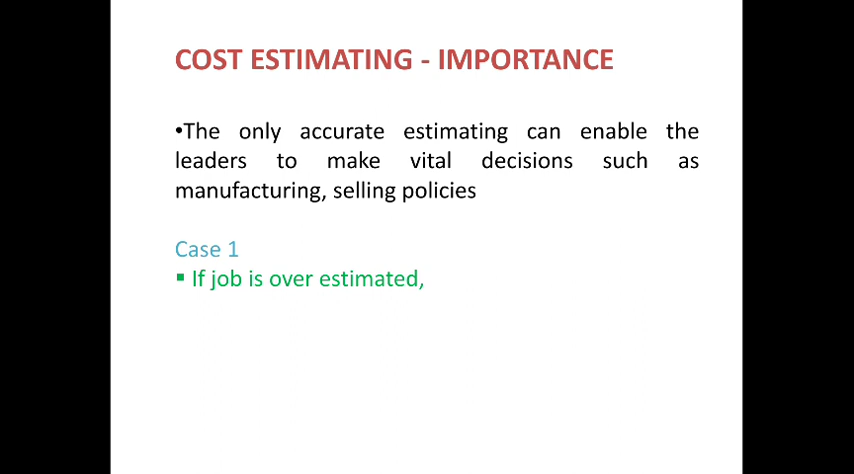 COST ESTIMATING - IMPORTANCE
•The only accurate estimating can enable the
leaders to make vital decisions such as
manufacturing, selling policies
Case 1
▪ If job is over estimated,